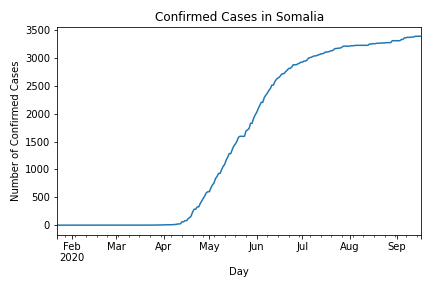 Confirmed Cases in Somalia
Number of Confirmed Cases
3500
3000
2500
2000
1500
1000
500
0
Feb Mar Apr May Jun Jul Aug Sep
2020
Day